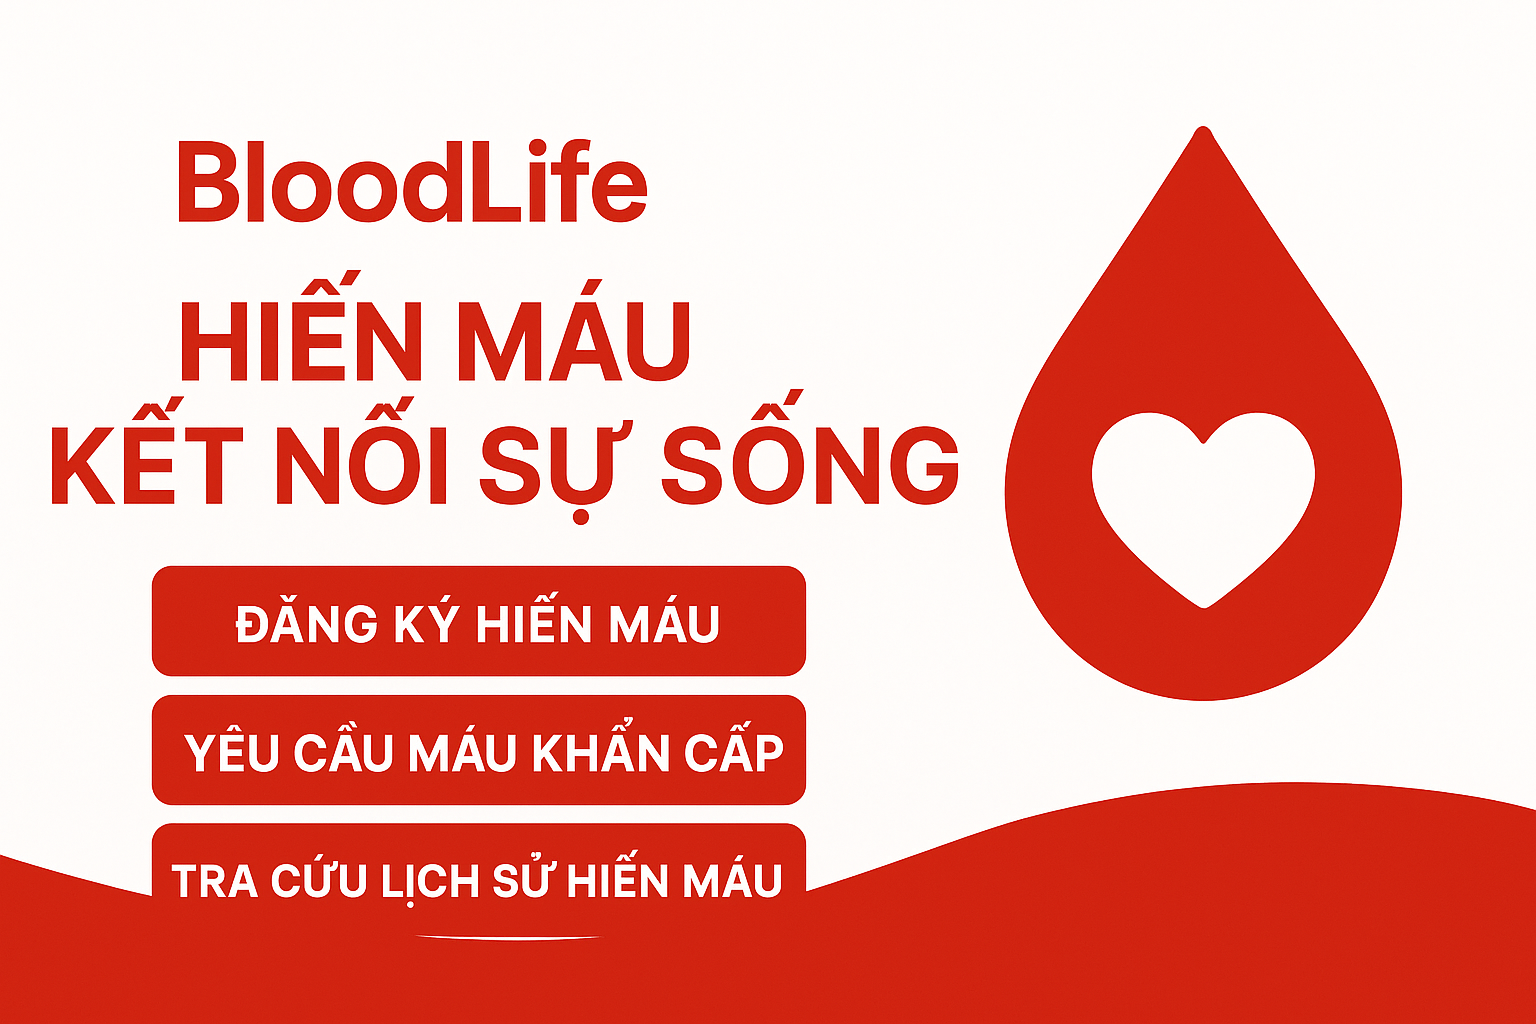 BloodLife
HIẾN MÁU
KẾT NỐI SỰ SỐNG
ĐĂNG KÝ HIẾN MÁU
YÊU CẦU MÁU KHẨN CẤP
TRA CỨU LỊCH SỬ HIẾN MÁU